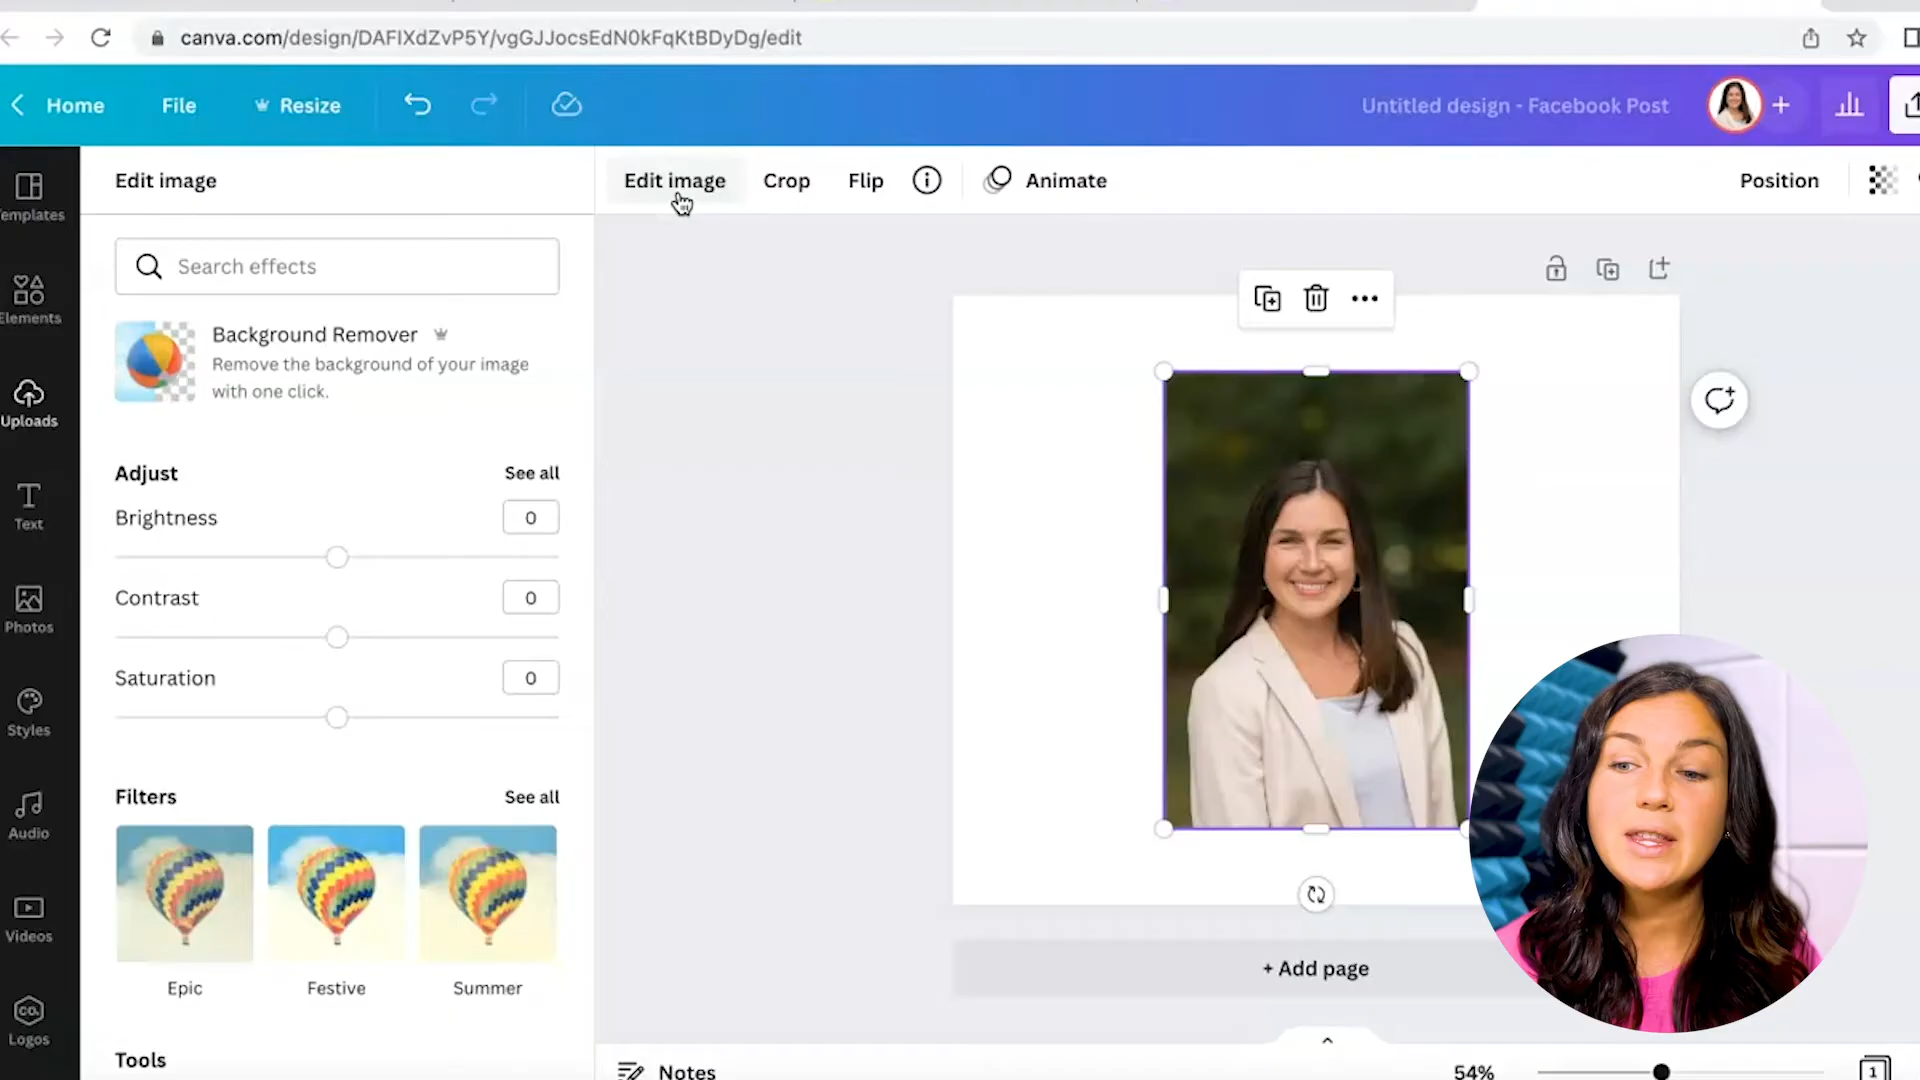 canva.com/design/DAFIXdZvP5Y/vgGJJocsEdN0kFqKtBDyDg/edit
Home File Resize Untitled design - Facebook Post
Edit image
Edit image Crop Flip Animate Position
Search effects
Background Remover
Remove the background of your image
with one click.
Adjust See all
Brightness 0
Contrast 0
Saturation 0
Filters See all
Epic Festive Summer
Tools
emplates
Elements
Uploads
Text
Photos
Styles
Audio
Videos
CO.
Logos
+ Add page
Notes 54% 1